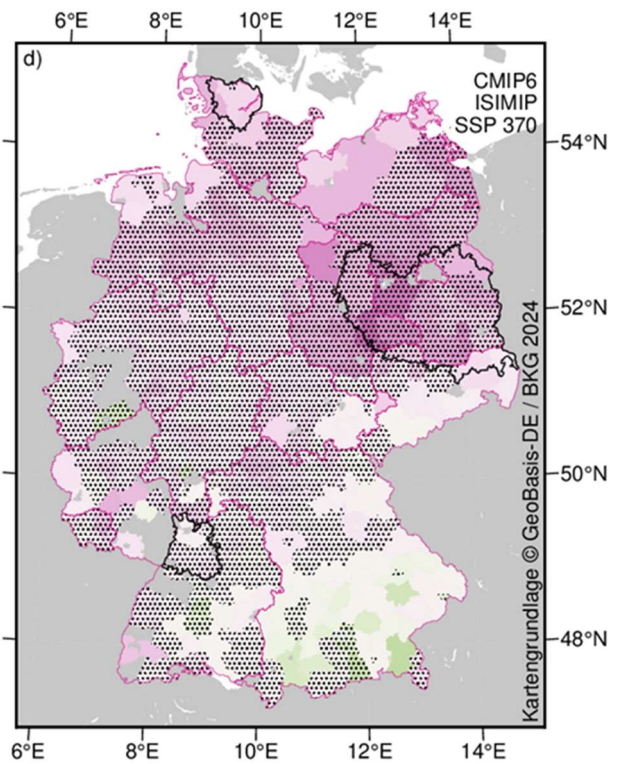 6°E 8°E 10°E 12°E 14°E
d)
CMIP6
ISIMIP
SSP 370
54°N
52°N
50°N
48°N
Kartengrundlage © GeoBasis-DE / BKG 2024
6°E 8°E 10°E 12°E 14°E